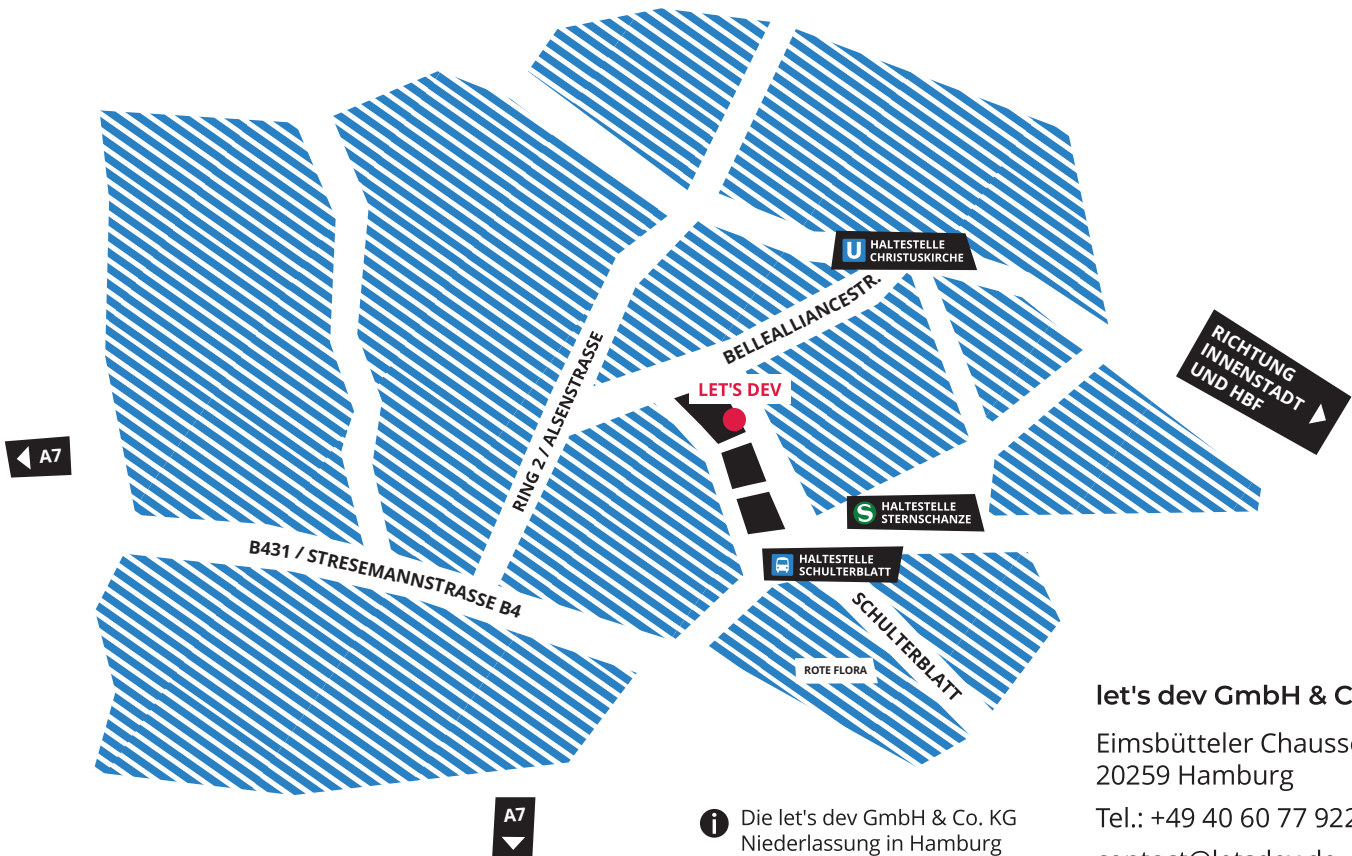 U HALTESTELLE
CHRISTUSKIRCHE
BELLEALLIANCESTR.
RICHTUNG
INNENSTADT
UND HBF
LET'S DEV
RING 2 / ALSENSTRASSE
A7
S HALTESTELLE
STERNSCHANZE
B431 / STRESEMANNSTRASSE B4
HALTESTELLE
SCHULTERBLATT
SCHULTERBLATT
ROTE FLORA
let's dev GmbH & C
Eimsbütteler Chauss
20259 Hamburg
Tel.: +49 40 60 77 922
A7
i Die let's dev GmbH & Co. KG
Niederlassung in Hamburg